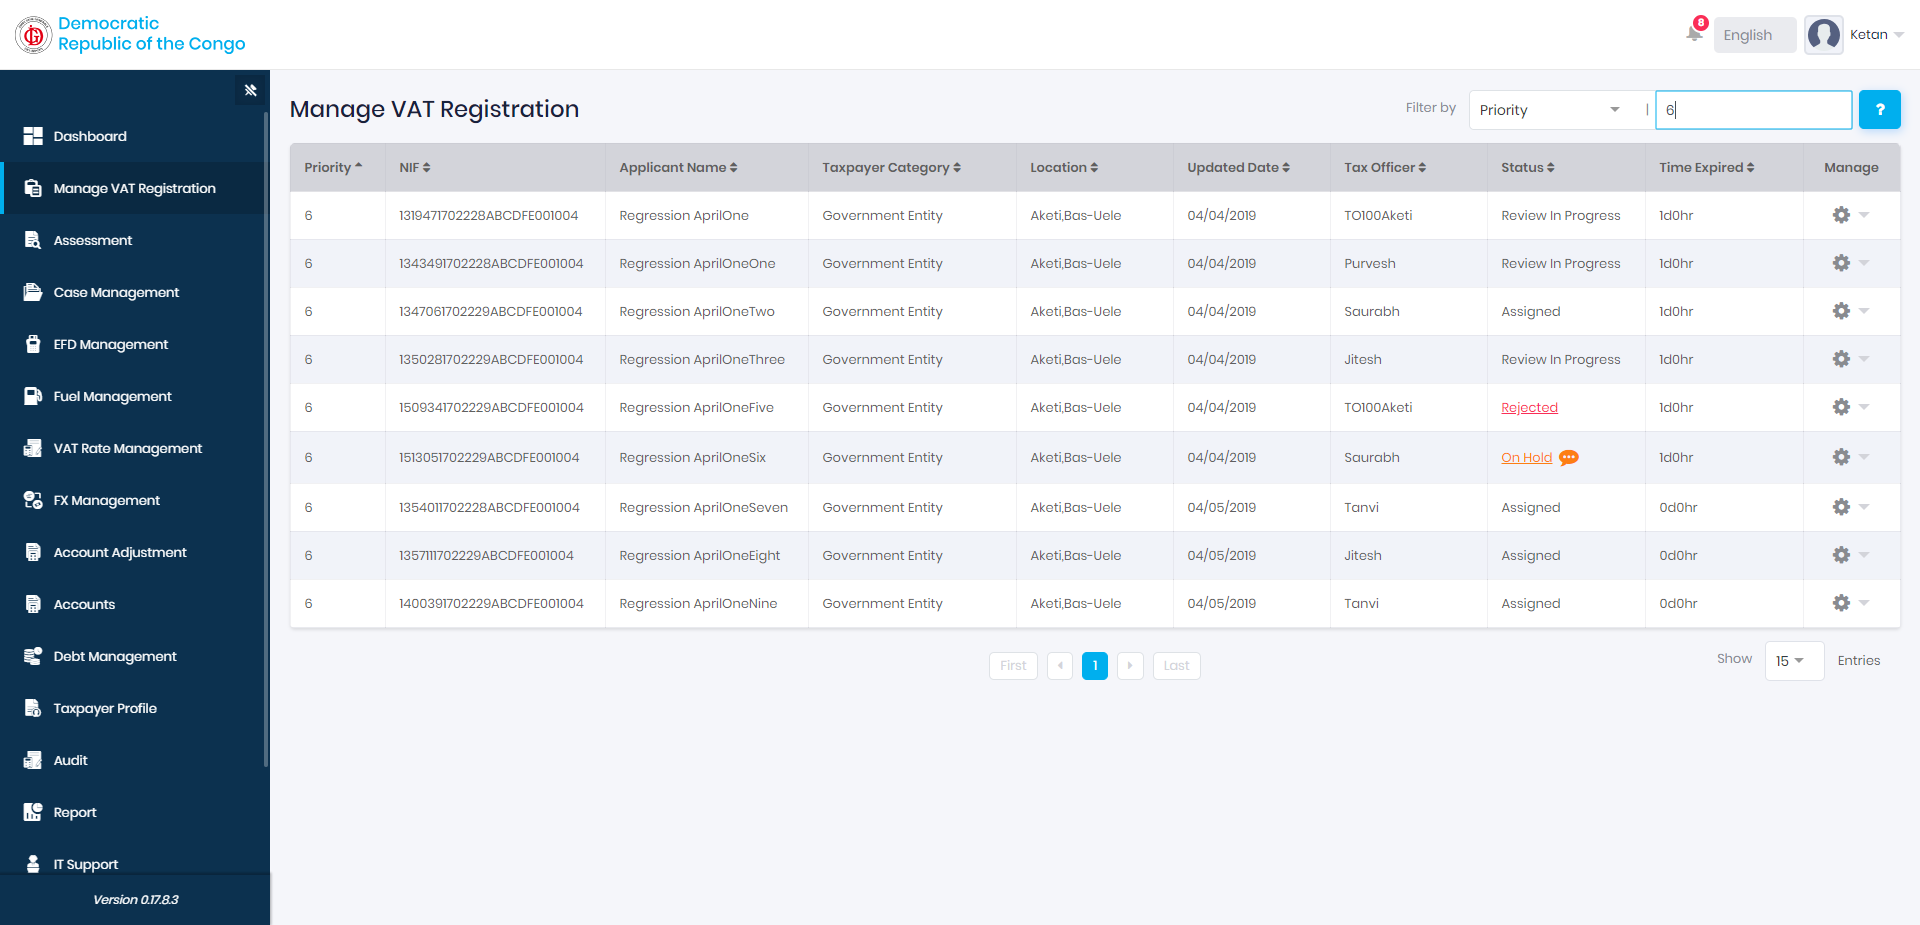 Democratic
Republic of the Congo
8
English
Ketan
Dashboard
Manage VAT Registration
Assessment
Case Management
EFD Management
Fuel Management
VAT Rate Management
FX Management
Account Adjustment
Accounts
Debt Management
Taxpayer Profile
Audit
Report
IT Support
Version 0.17.8.3
Manage VAT Registration
Filter by Priority | 6 ?
Priority NIF Applicant Name Taxpayer Category Location Updated Date Tax Officer Status Time Expired Manage
6 1319471702228ABCDFE001004 Regression AprilOne Government Entity Aketi,Bas-Uele 04/04/2019 TO100Aketi Review In Progress 1d0hr
6 1343491702228ABCDFE001004 Regression AprilOneOne Government Entity Aketi,Bas-Uele 04/04/2019 Purvesh Review In Progress 1d0hr
6 1347061702229ABCDFE001004 Regression AprilOneTwo Government Entity Aketi,Bas-Uele 04/04/2019 Saurabh Assigned 1d0hr
6 1350281702229ABCDFE001004 Regression AprilOneThree Government Entity Aketi,Bas-Uele 04/04/2019 Jitesh Review In Progress 1d0hr
6 1509341702229ABCDFE001004 Regression AprilOneFive Government Entity Aketi,Bas-Uele 04/04/2019 TO100Aketi Rejected 1d0hr
6 1513051702229ABCDFE001004 Regression AprilOneSix Government Entity Aketi,Bas-Uele 04/04/2019 Saurabh On Hold 1d0hr
6 1354011702228ABCDFE001004 Regression AprilOneSeven Government Entity Aketi,Bas-Uele 04/05/2019 Tanvi Assigned 0d0hr
6 1357111702229ABCDFE001004 Regression AprilOneEight Government Entity Aketi,Bas-Uele 04/05/2019 Jitesh Assigned 0d0hr
6 1400391702229ABCDFE001004 Regression AprilOneNine Government Entity Aketi,Bas-Uele 04/05/2019 Tanvi Assigned 0d0hr
First 1 Last
Show 15 Entries